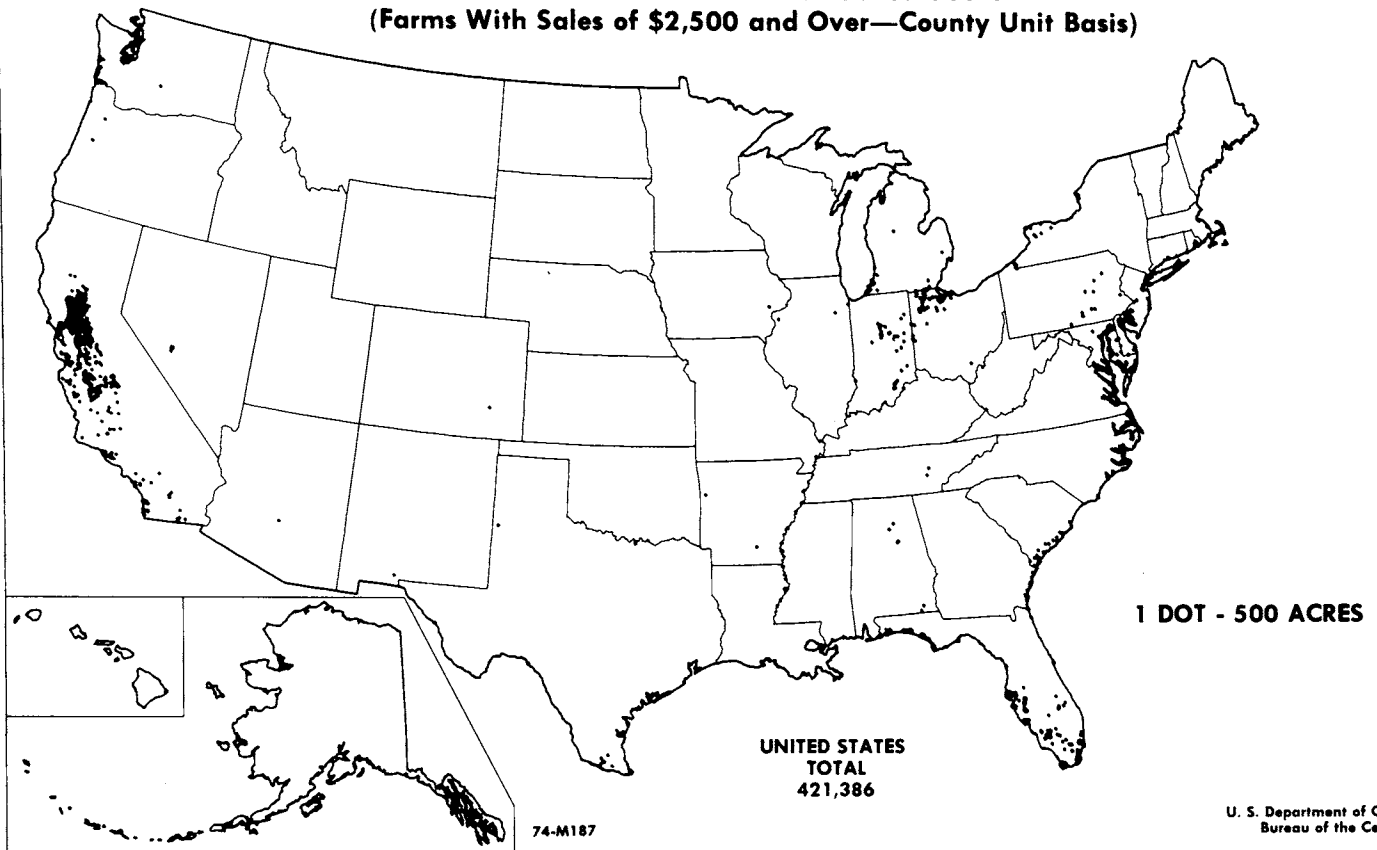 (Farms With Sales of $2,500 and Over—County Unit Basis)
1 DOT - 500 ACRES
UNITED STATES
TOTAL
421,386
74-M187
U. S. Department of
Bureau of the